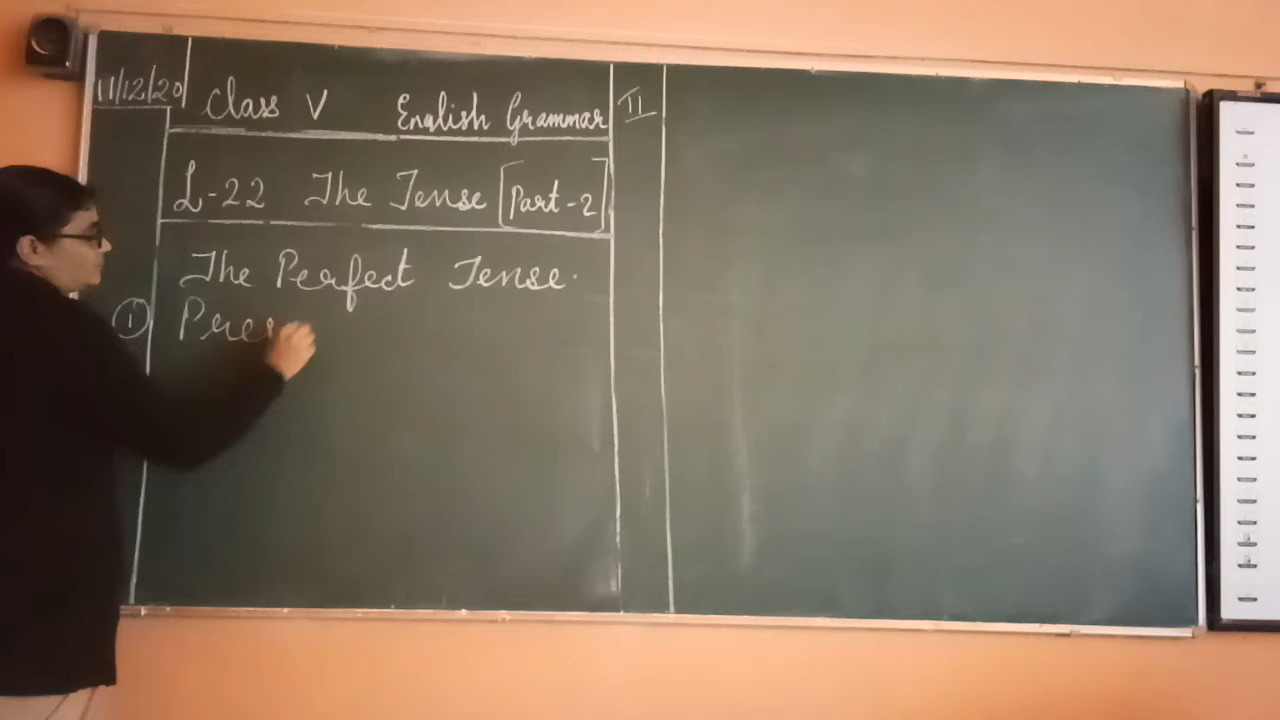 11/12/20
Class V English Grammar II
L-22 The Tense [Part-2]
The Perfect Tense.
① Pres